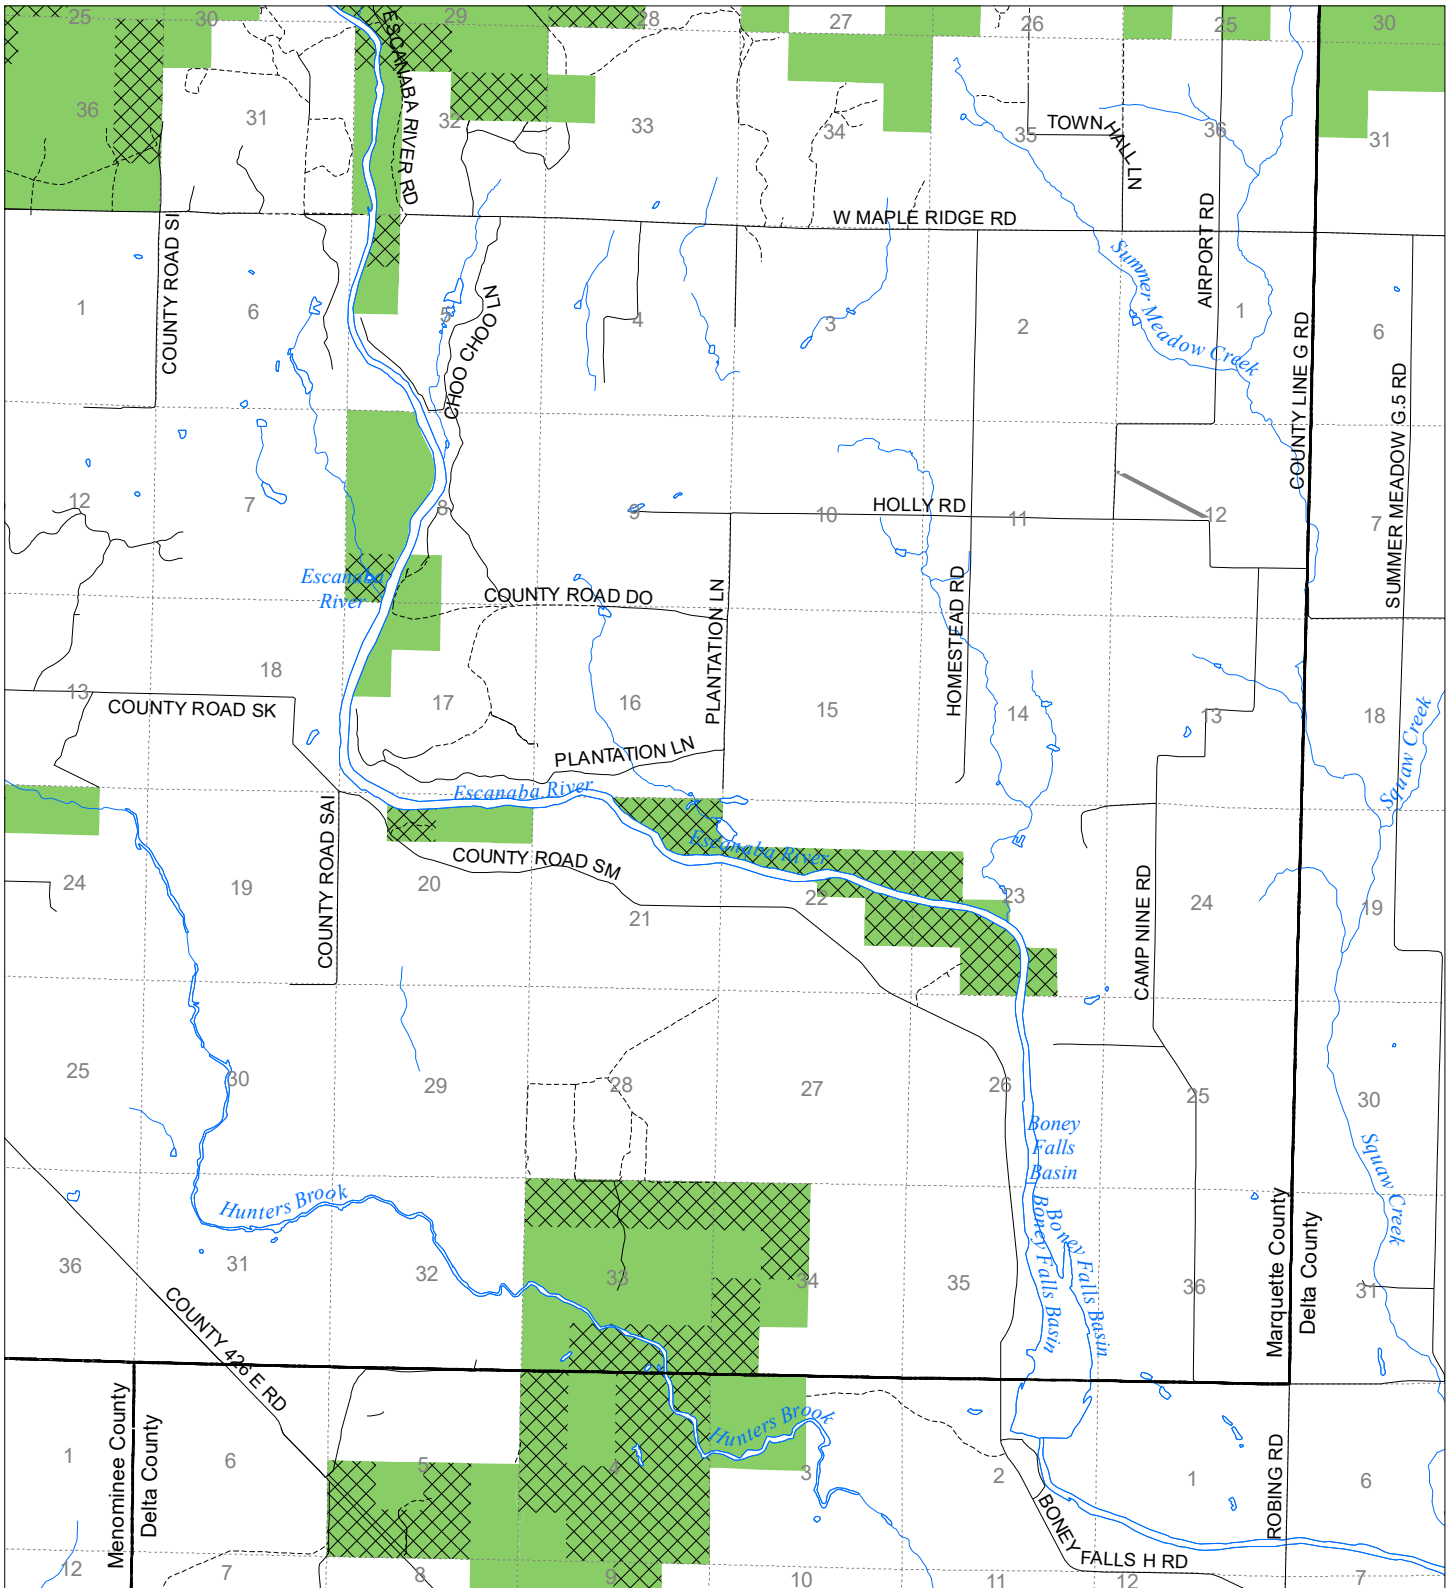 25
30
29
28
27
26
25
30
ESCANABA RIVER RD
36
31
32
33
34
35
36
31
TOWN HALL LN
W MAPLE RIDGE RD
COUNTY ROAD SI
AIRPORT RD
Summer Meadow Creek
1
6
5
4
3
2
1
6
CHOO CHOO LN
COUNTY LINE G RD
SUMMER MEADOW G.5 RD
12
7
8
9
10
11
12
7
HOLLY RD
Escanaba
River
COUNTY ROAD DO
PLANTATION LN
HOMESTEAD RD
13
18
17
16
15
14
13
18
COUNTY ROAD SK
PLANTATION LN
Squaw Creek
Escanaba River
Escanaba River
COUNTY ROAD SAI
COUNTY ROAD SM
CAMP NINE RD
24
19
20
21
22
23
24
19
25
30
29
28
27
26
25
30
Boney
Falls
Basin
Boney Falls Basin
Boney Falls Basin
Squaw Creek
Hunters Brook
36
31
32
33
34
35
36
31
Marquette County
Delta County
COUNTY 426 E RD
Menominee County
Delta County
Hunters Brook
1
6
5
4
3
2
1
6
ROBING RD
BONEY FALLS H RD
12
7
8
9
10
11
12
7